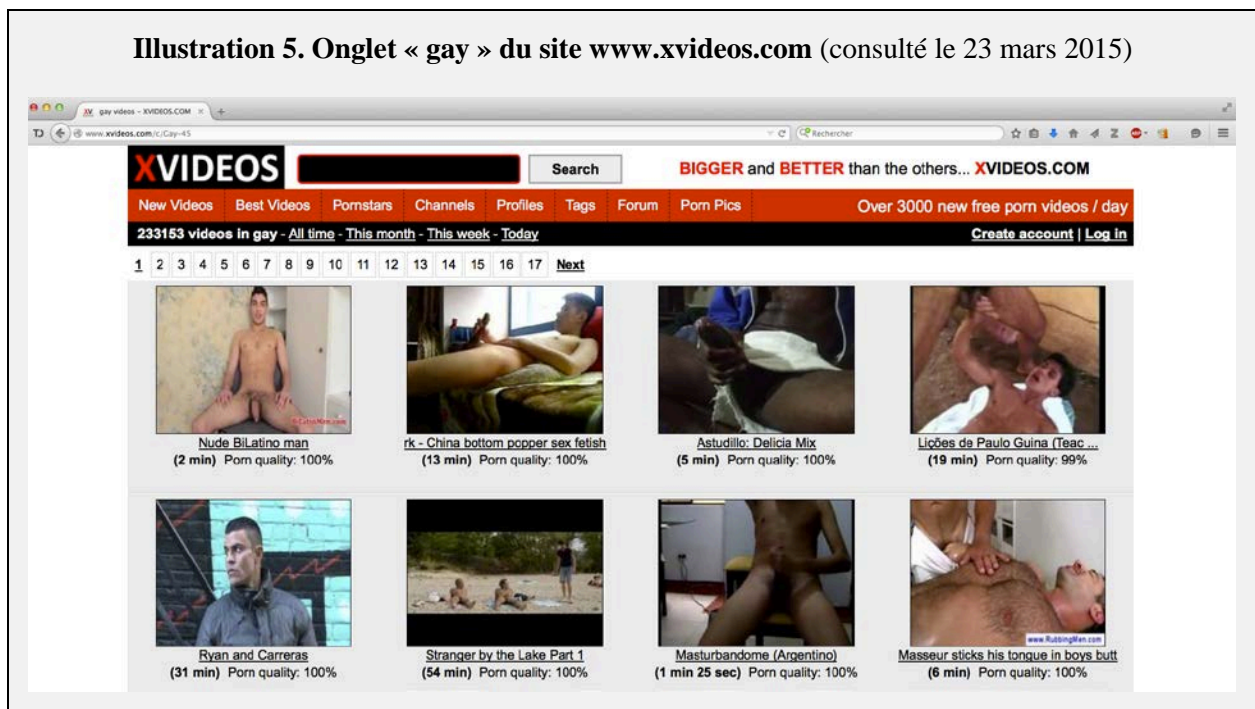 Illustration 5. Onglet « gay » du site www.xvideos.com (consulté le 23 mars 2015)
XV gay videos - XVIDEOS.COM × +
www.xvideos.com/c/Gay-45
Rechercher
XVIDEOS Search BIGGER and BETTER than the others... XVIDEOS.COM
New Videos Best Videos Pornstars Channels Profiles Tags Forum Porn Pics Over 3000 new free porn videos / day
233153 videos in gay - All time - This month - This week - Today Create account | Log in
1 2 3 4 5 6 7 8 9 10 11 12 13 14 15 16 17 Next
BiLatinMen.com
Nude BiLatino man
(2 min) Porn quality: 100%
rk - China bottom popper sex fetish
(13 min) Porn quality: 100%
Astudillo: Delicia Mix
(5 min) Porn quality: 100%
Lições de Paulo Guina (Teac ...
(19 min) Porn quality: 99%
Ryan and Carreras
(31 min) Porn quality: 100%
Stranger by the Lake Part 1
(54 min) Porn quality: 100%
Masturbandome (Argentino)
(1 min 25 sec) Porn quality: 100%
www.RubbingMen.com
Masseur sticks his tongue in boys butt
(6 min) Porn quality: 100%